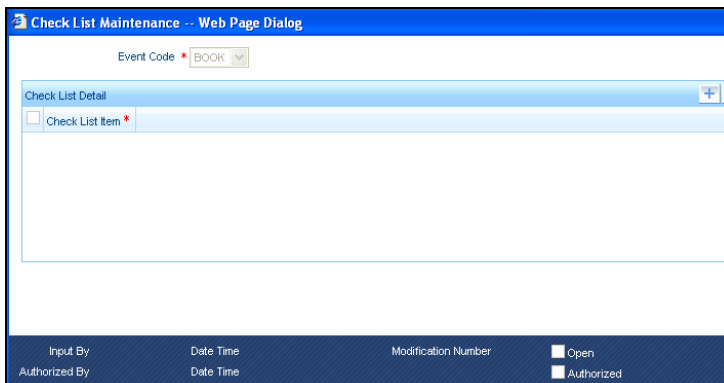 Check List Maintenance -- Web Page Dialog
Event Code * BOOK
Check List Detail
Check List Item *
Input By Date Time Modification Number Open
Authorized By Date Time Authorized